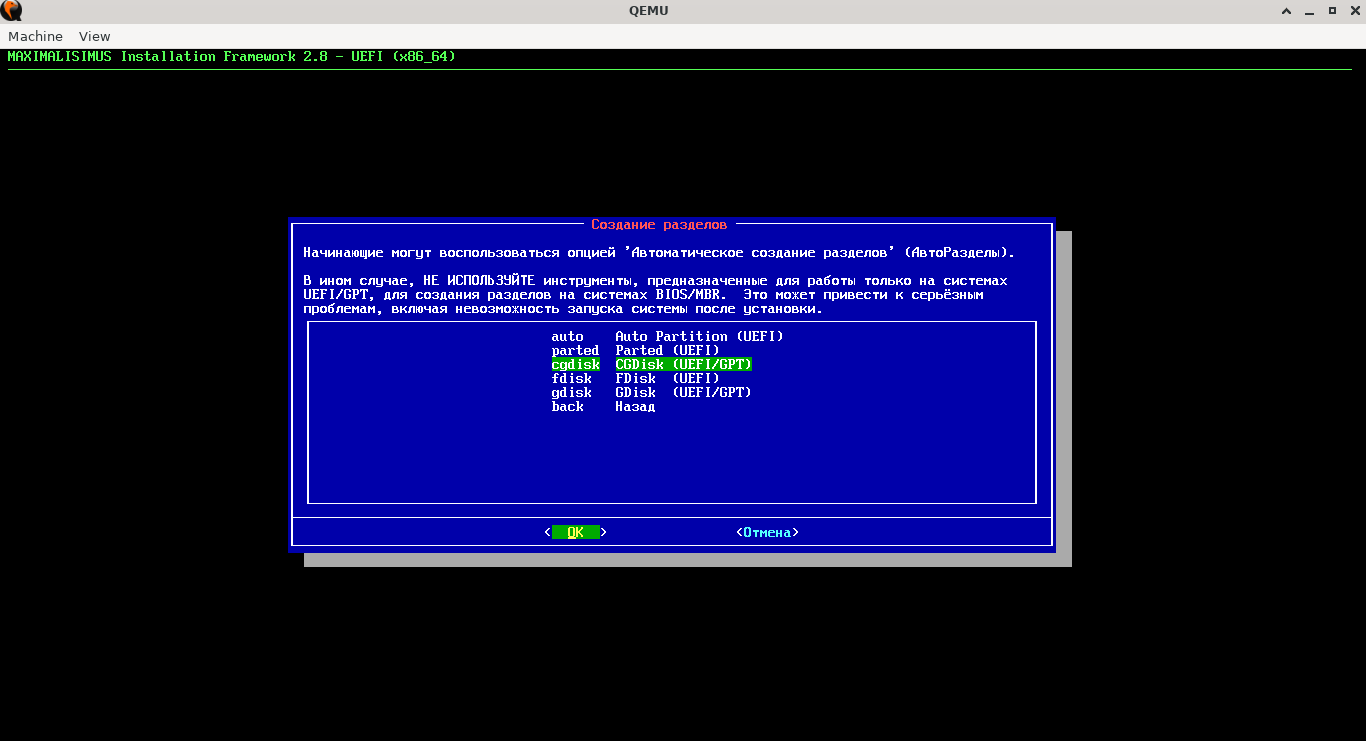 QEMU
Machine View
MAXIMALISIMUS Installation Framework 2.8 - UEFI (x86_64)
Создание разделов
Начинающие могут воспользоваться опцией 'Автоматическое создание разделов' (АвтоРазделы).
В ином случае, НЕ ИСПОЛЬЗУЙТЕ инструменты, предназначенные для работы только на системах
UEFI/GPT, для создания разделов на системах BIOS/MBR.  Это может привести к серьёзным
проблемам, включая невозможность запуска системы после установки.
auto Auto Partition (UEFI)
parted Parted (UEFI)
cgdisk CGDisk (UEFI/GPT)
fdisk FDisk (UEFI)
gdisk GDisk (UEFI/GPT)
back Назад
< OK > <Отмена>